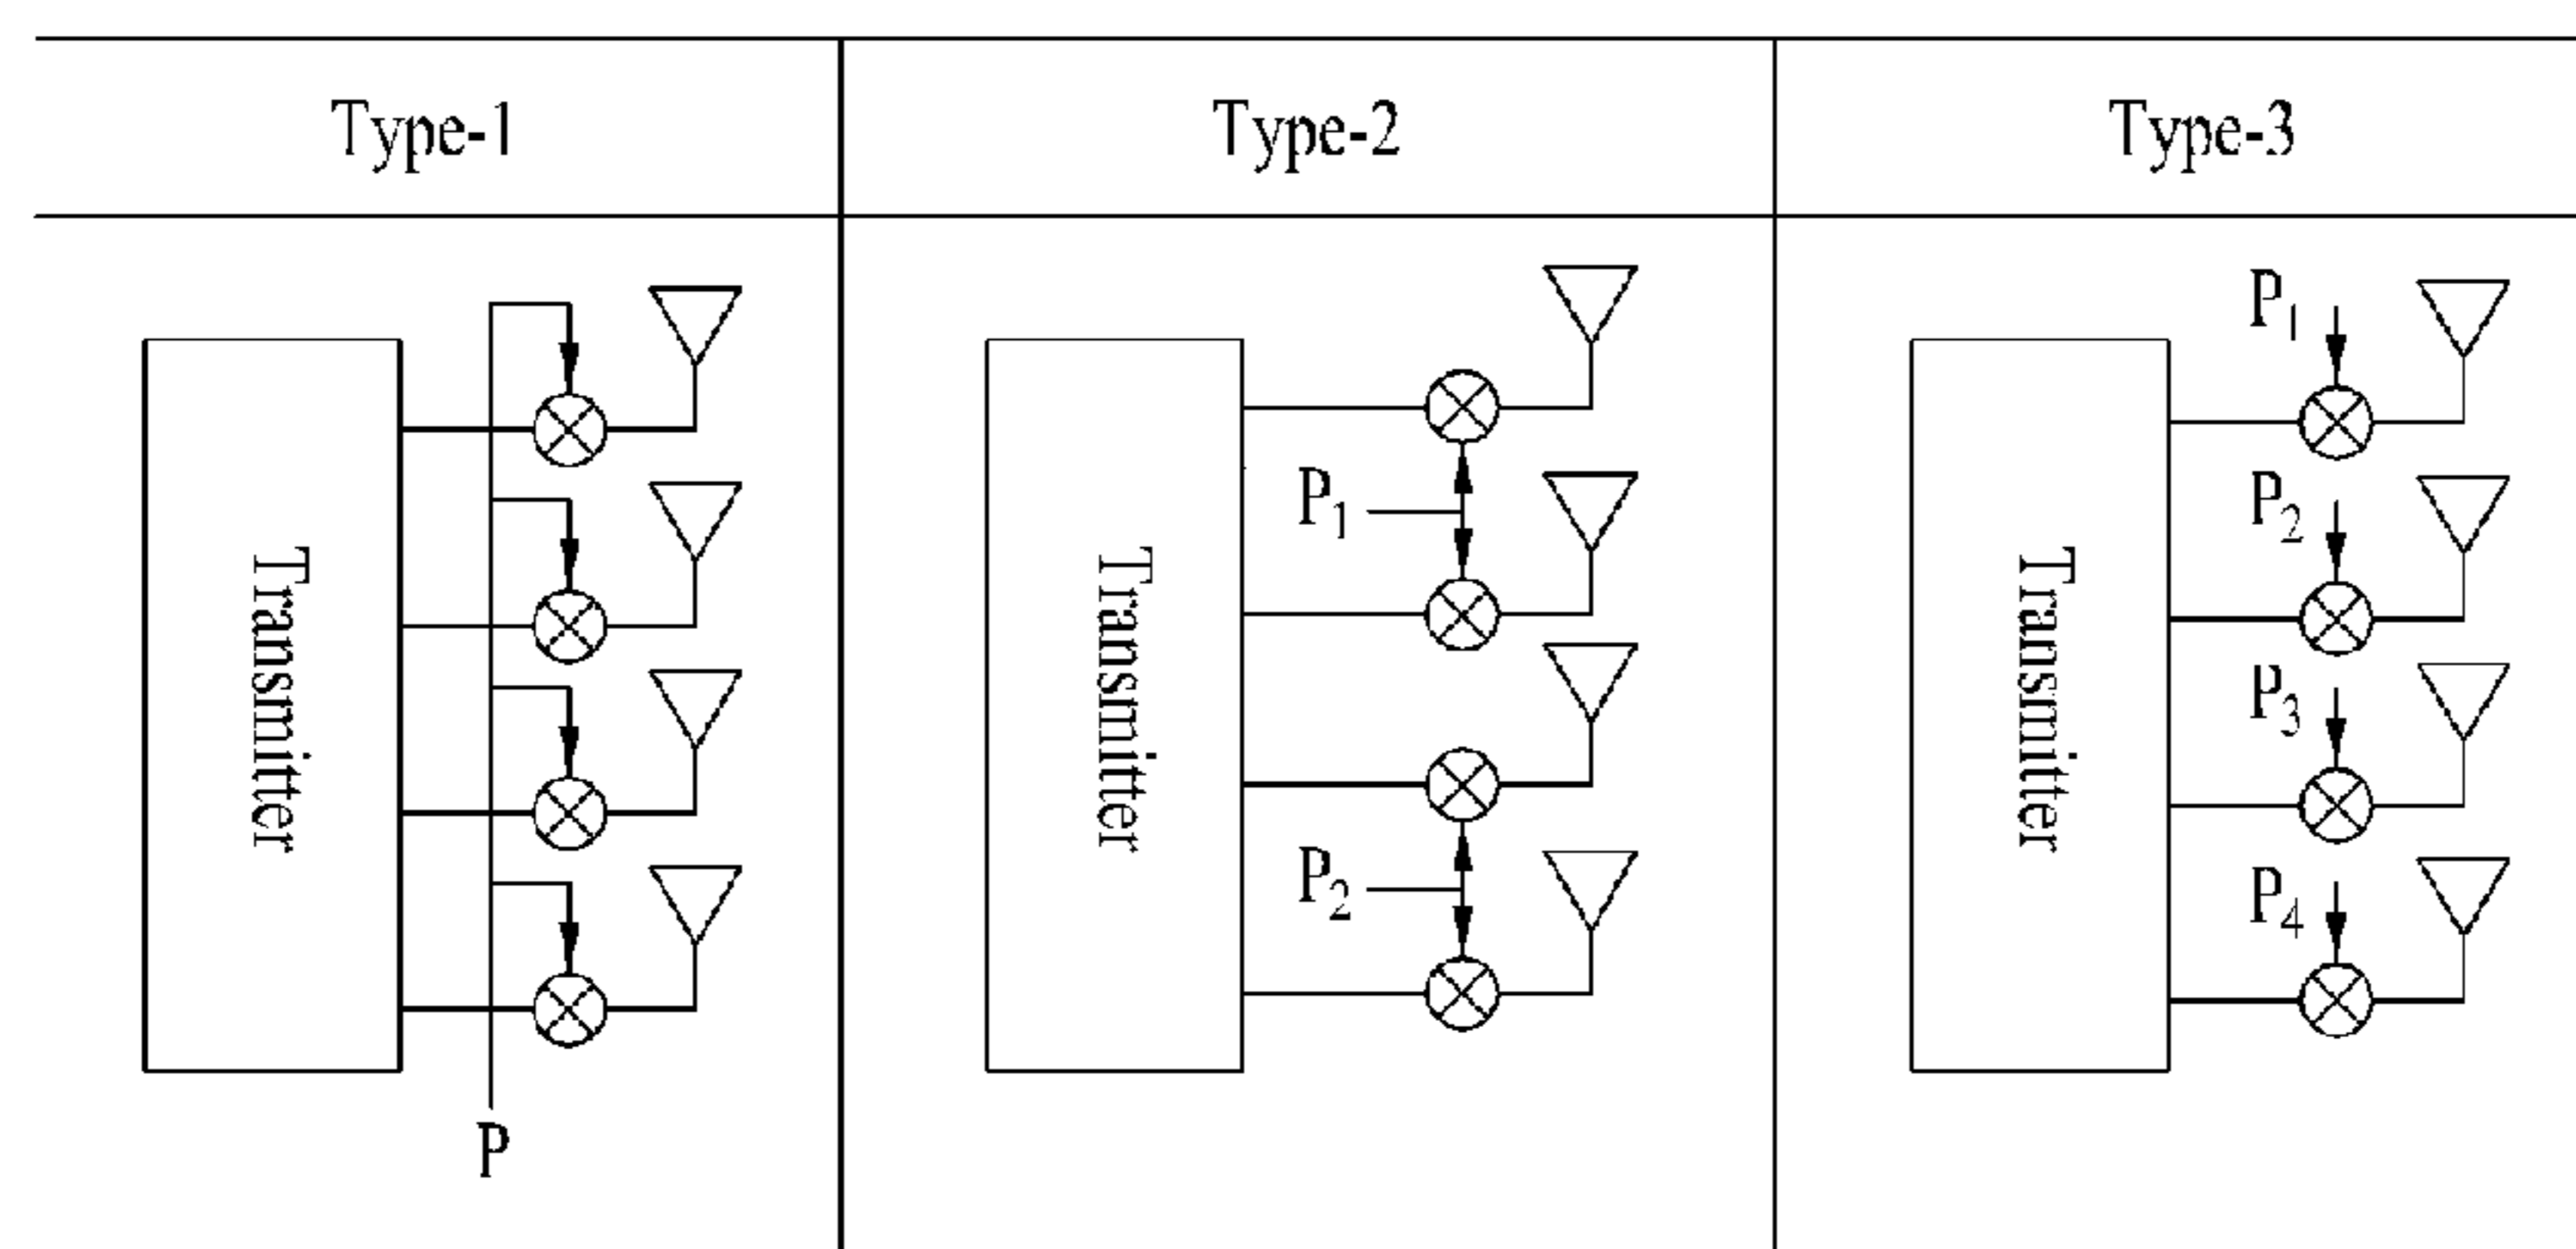 Type-1
Type-2
Type-3
Transmitter
P
Transmitter
P1
P2
Transmitter
P1
P2
P3
P4